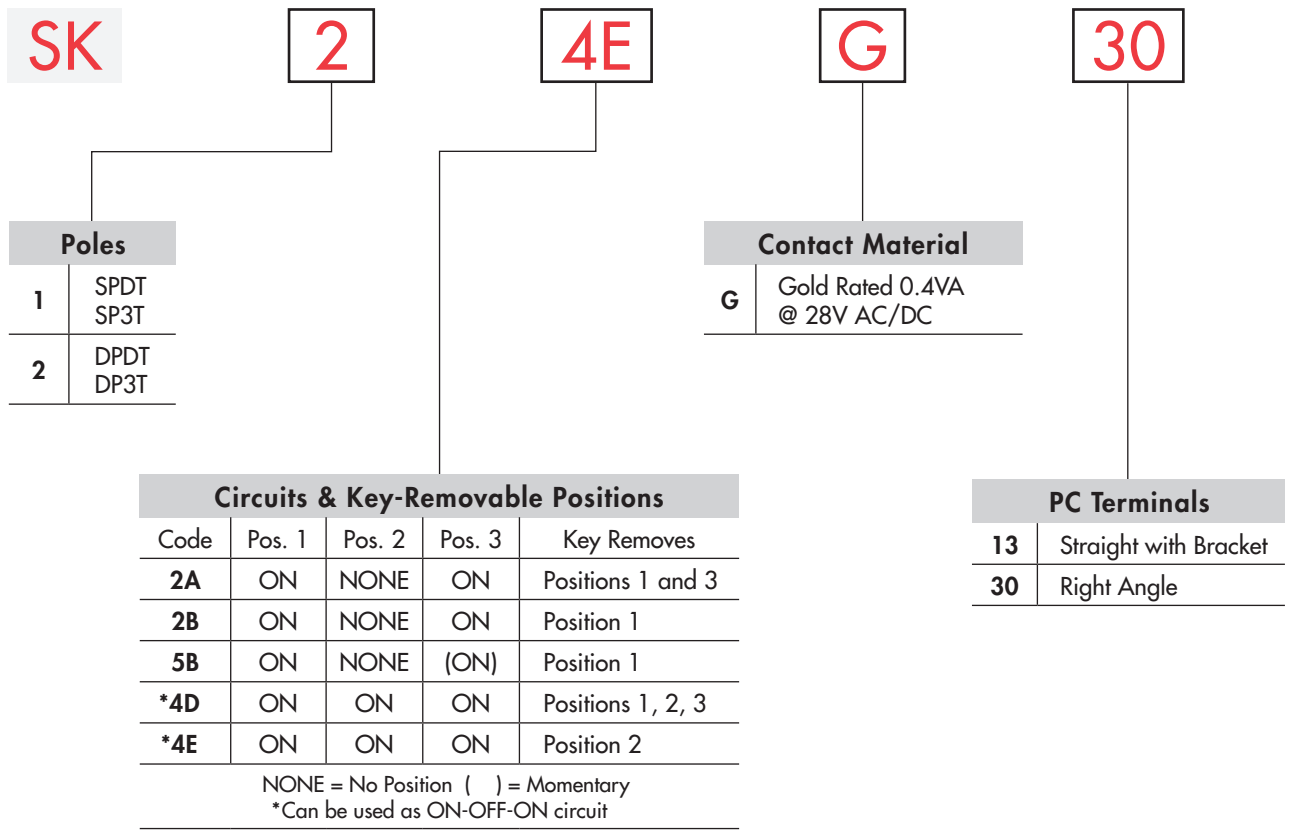 SK 2 4E G 30
Poles
1 SPDT
SP3T
2 DPDT
DP3T
Contact Material
G Gold Rated 0.4VA
@ 28V AC/DC
Circuits & Key-Removable Positions
Code Pos. 1 Pos. 2 Pos. 3 Key Removes
2A ON NONE ON Positions 1 and 3
2B ON NONE ON Position 1
5B ON NONE (ON) Position 1
*4D ON ON ON Positions 1, 2, 3
*4E ON ON ON Position 2
NONE = No Position ( ) = Momentary
*Can be used as ON-OFF-ON circuit
PC Terminals
13 Straight with Bracket
30 Right Angle